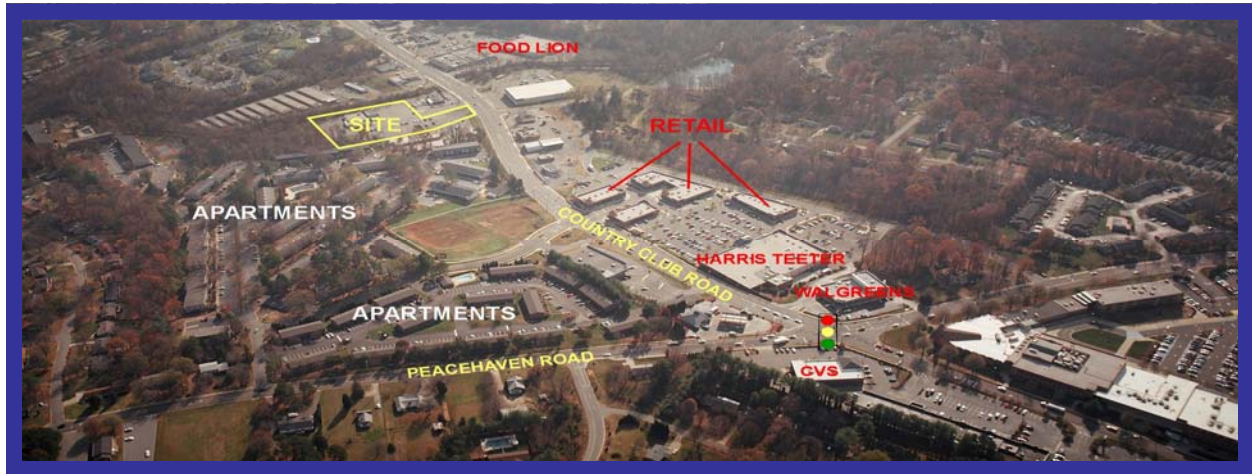 FOOD LION
SITE
RETAIL
APARTMENTS
COUNTRY CLUB ROAD
HARRIS TEETER
WALGREENS
APARTMENTS
PEACEHAVEN ROAD
CVS